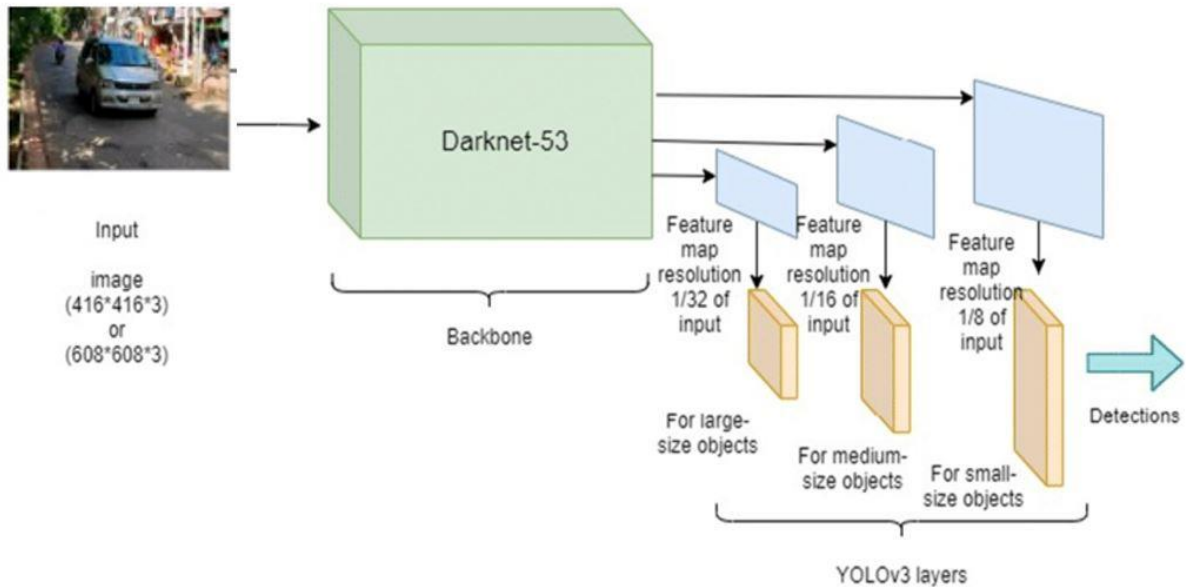 Darknet-53
Input
image
(416*416*3)
or
(608*608*3)
Backbone
Feature
map
resolution
1/32 of
input
Feature
map
resolution
1/16 of
input
Feature
map
resolution
1/8 of
input
For large-
size objects
For medium-
size objects
For small-
size objects
Detections
YOLOv3 layers